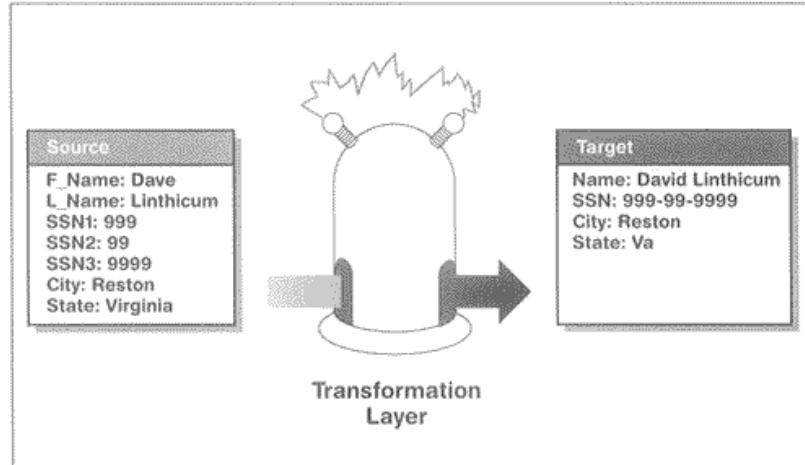 Source
F_Name: Dave
L_Name: Linthicum
SSN1: 999
SSN2: 99
SSN3: 9999
City: Reston
State: Virginia
Transformation
Layer
Target
Name: David Linthicum
SSN: 999-99-9999
City: Reston
State: Va